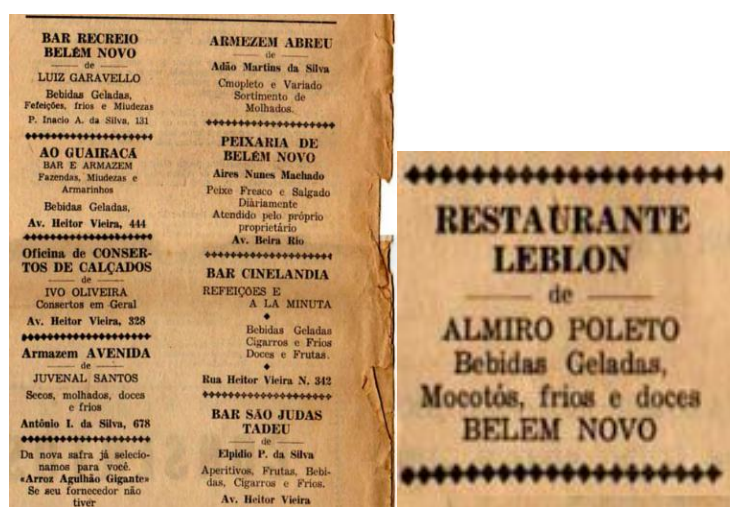 BAR RECREIO
BELÉM NOVO
de
LUIZ GARAVELLO
Bebidas Geladas,
Fefeições, frios e Miudezas
P. Inacio A. da Silva, 131
AO GUAIRACÁ
BAR E ARMAZEM
Fazendas, Miudezas e
Armarinhos
Bebidas Geladas,
Av. Heitor Vieira, 444
Oficina de CONSER-
TOS DE CALÇADOS
de
IVO OLIVEIRA
Consertos em Geral
Av. Heitor Vieira, 328
Armazem AVENIDA
de
JUVENAL SANTOS
Secos, molhados, doces
e frios
Antônio I. da Silva, 678
Da nova safra já selecio-
namos para você.
«Arroz Agulhão Gigante»
Se seu fornecedor não
tiver
ARMEZEM ABREU
de
Adão Martins da Silva
Cmopleto e Variado
Sortimento de
Molhados.
PEIXARIA DE
BELÉM NOVO
Aires Nunes Machado
Peixe Fresco e Salgado
Diàriamente
Atendido pelo próprio
proprietário
Av. Beira Rio
BAR CINELANDIA
REFEIÇÕES E
A LA MINUTA
Bebidas Geladas
Cigarros e Frios
Doces e Frutas.
Rua Heitor Vieira N. 342
BAR SÃO JUDAS
TADEU
de
Elpidio P. da Silva
Aperitivos, Frutas, Bebi-
das, Cigarros e Frios.
Av. Heitor Vieira
RESTAURANTE
LEBLON
de
ALMIRO POLETO
Bebidas Geladas,
Mocotós, frios e doces
BELEM NOVO